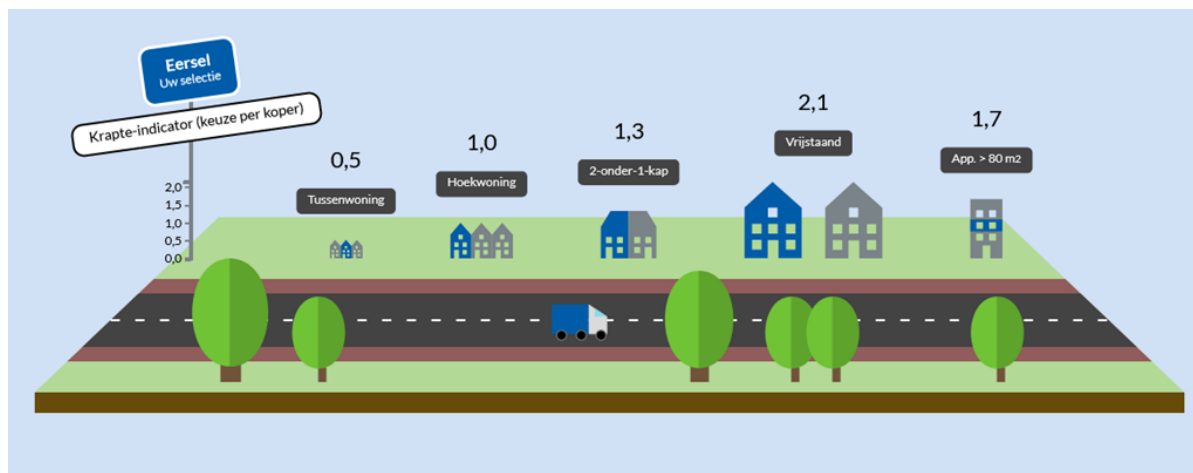 Eersel
Uw selectie
Krapte-indicator (keuze per koper)
2,0
1,5
1,0
0,5
0,0
0,5
Tussenwoning
1,0
Hoekwoning
1,3
2-onder-1-kap
2,1
Vrijstaand
1,7
App. > 80 m2